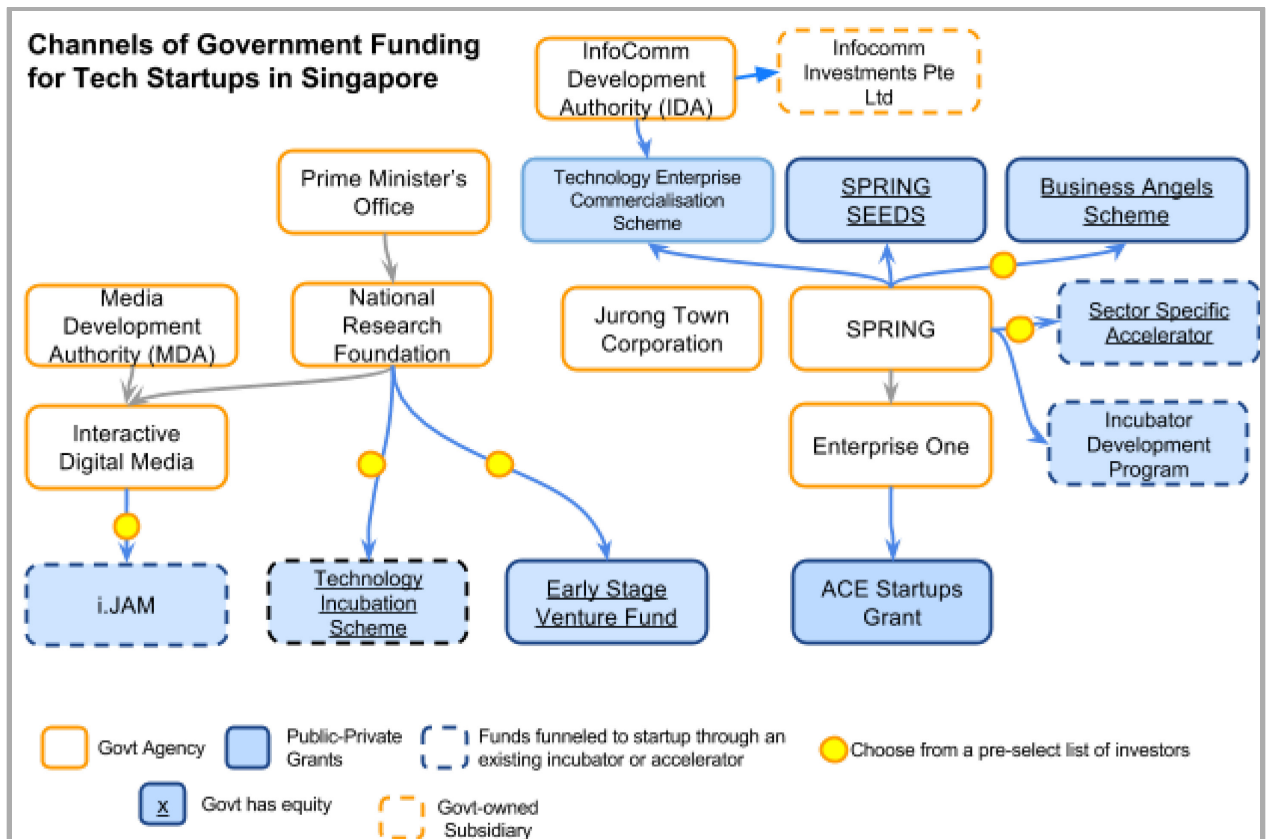 Channels of Government Funding
for Tech Startups in Singapore
InfoComm
Development
Authority (IDA)
Infocomm
Investments Pte
Ltd
Prime Minister's
Office
Technology Enterprise
Commercialisation
Scheme
SPRING
SEEDS
Business Angels
Scheme
Media
Development
Authority (MDA)
National
Research
Foundation
Jurong Town
Corporation
SPRING
Sector Specific
Accelerator
Interactive
Digital Media
Enterprise One
Incubator
Development
Program
i.JAM
Technology
Incubation
Scheme
Early Stage
Venture Fund
ACE Startups
Grant
Govt Agency
Public-Private
Grants
Funds funneled to startup through an
existing incubator or accelerator
Choose from a pre-select list of investors
x
Govt has equity
Govt-owned
Subsidiary